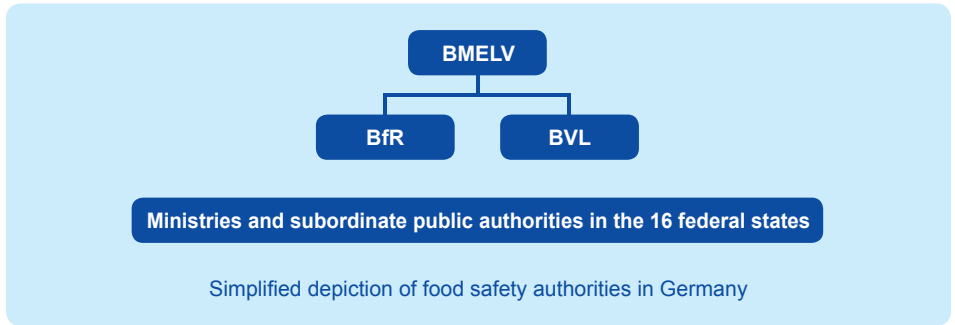 BMELV
BfR BVL
Ministries and subordinate public authorities in the 16 federal states
Simplified depiction of food safety authorities in Germany